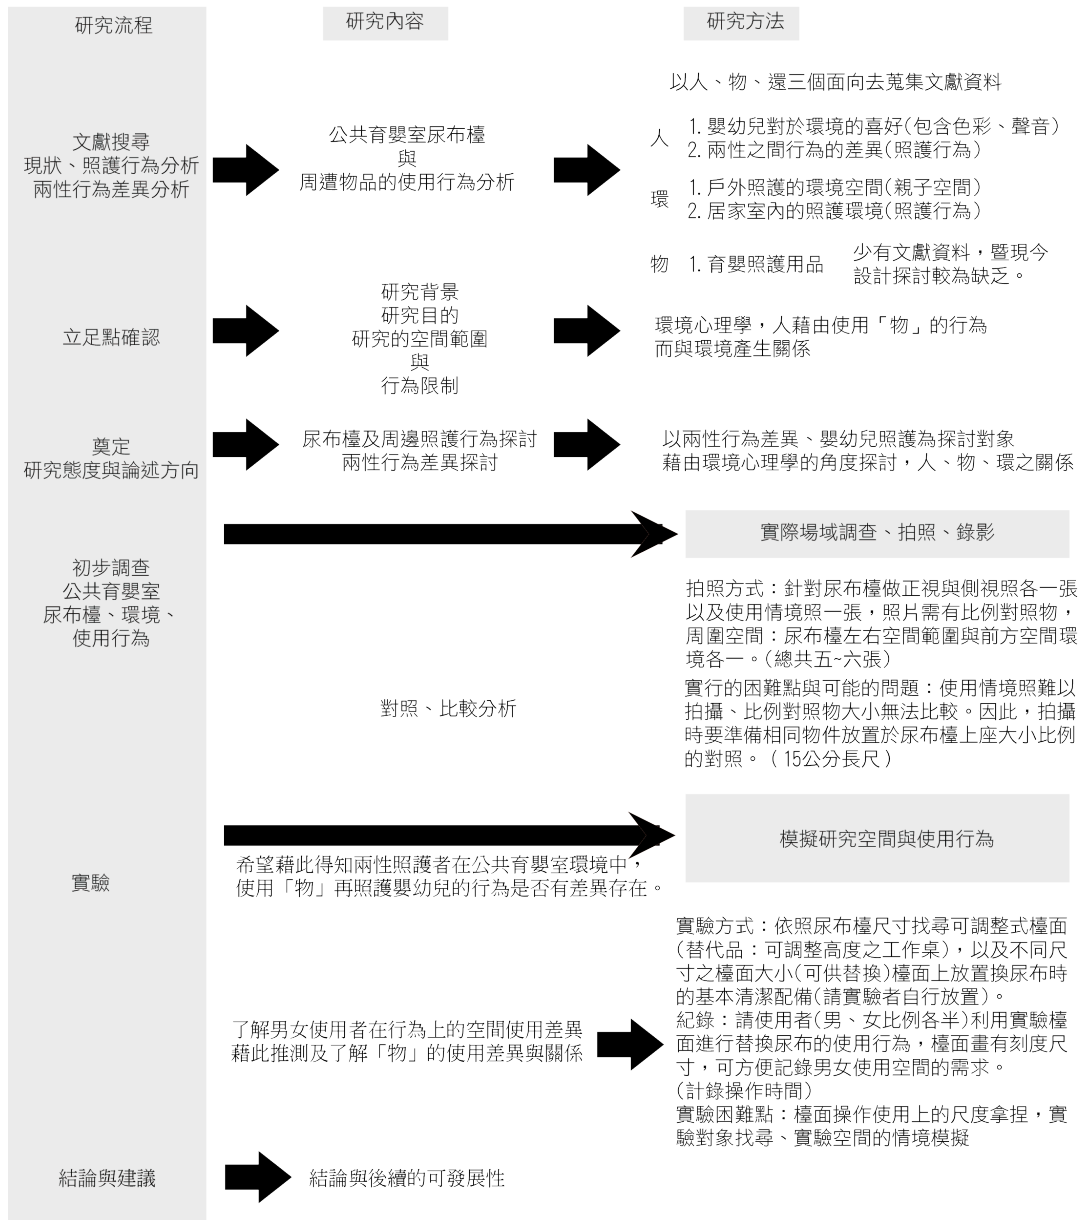 研究流程
研究內容
研究方法
以人、物、還三個面向去蒐集文獻資料
文獻搜尋
現狀、照護行為分析
兩性行為差異分析
公共育嬰室尿布檯
與
周遭物品的使用行為分析
人
1. 嬰幼兒對於環境的喜好(包含色彩、聲音)
2. 兩性之間行為的差異(照護行為)
環
1. 戶外照護的環境空間(親子空間)
2. 居家室內的照護環境(照護行為)
物
1. 育嬰照護用品
少有文獻資料，暨現今
設計探討較為缺乏。
立足點確認
研究背景
研究目的
研究的空間範圍
與
行為限制
環境心理學，人藉由使用「物」的行為
而與環境產生關係
奠定
研究態度與論述方向
尿布檯及周邊照護行為探討
兩性行為差異探討
以兩性行為差異、嬰幼兒照護為探討對象
藉由環境心理學的角度探討，人、物、環之關係
初步調查
公共育嬰室
尿布檯、環境、
使用行為
實際場域調查、拍照、錄影
拍照方式：針對尿布檯做正視與側視照各一張
以及使用情境照一張，照片需有比例對照物，
周圍空間：尿布檯左右空間範圍與前方空間環
境各一。(總共五~六張)
對照、比較分析
實行的困難點與可能的問題：使用情境照難以
拍攝、比例對照物大小無法比較。因此，拍攝
時要準備相同物件放置於尿布檯上座大小比例
的對照。（15公分長尺）
實驗
模擬研究空間與使用行為
希望藉此得知兩性照護者在公共育嬰室環境中，
使用「物」再照護嬰幼兒的行為是否有差異存在。
了解男女使用者在行為上的空間使用差異
藉此推測及了解「物」的使用差異與關係
實驗方式：依照尿布檯尺寸找尋可調整式檯面
(替代品：可調整高度之工作桌)，以及不同尺
寸之檯面大小(可供替換)檯面上放置換尿布時
的基本清潔配備(請實驗者自行放置)。
紀錄：請使用者(男、女比例各半)利用實驗檯
面進行替換尿布的使用行為，檯面畫有刻度尺
寸，可方便記錄男女使用空間的需求。
(計錄操作時間)
實驗困難點：檯面操作使用上的尺度拿捏，實
驗對象找尋、實驗空間的情境模擬
結論與建議
結論與後續的可發展性